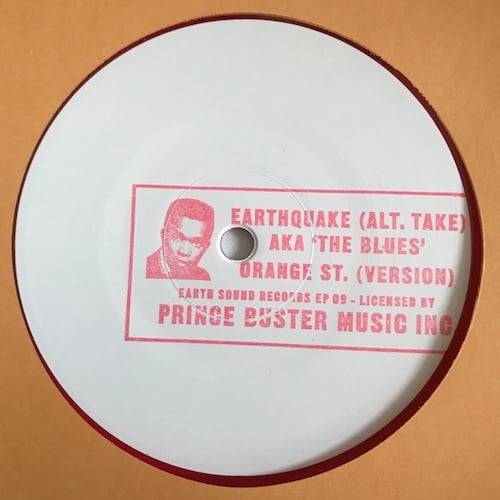 EARTHQUAKE (ALT. TAKE)
AKA 'THE BLUES'
ORANGE ST. (VERSION)
EARTH SOUND RECORDS EP 09 - LICENSED BY
PRINCE BUSTER MUSIC INC.